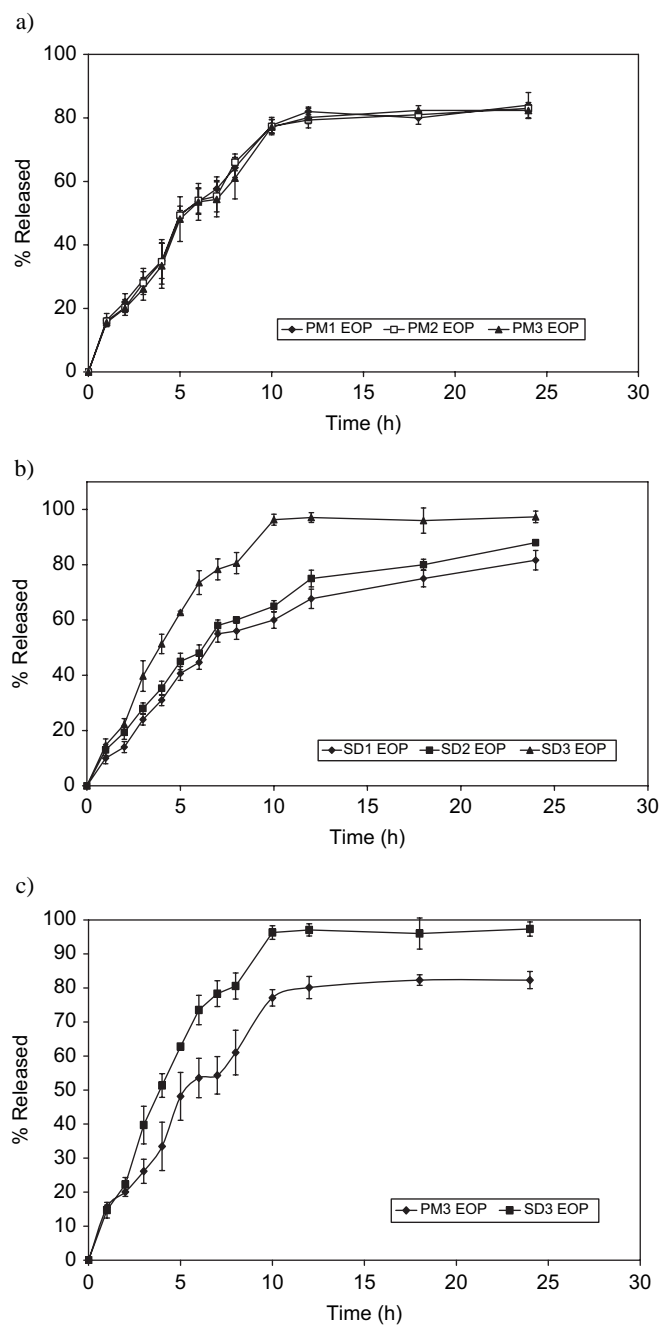 a)
100
80
60
40
20
0
% Released
PM1 EOP PM2 EOP PM3 EOP
0 5 10 15 20 25 30
Time (h)
b)
100
80
60
40
20
0
% Released
SD1 EOP SD2 EOP SD3 EOP
0 5 10 15 20 25 30
Time (h)
c)
100
90
80
70
60
50
40
30
20
10
0
% Released
PM3 EOP SD3 EOP
0 5 10 15 20 25 30
Time (h)